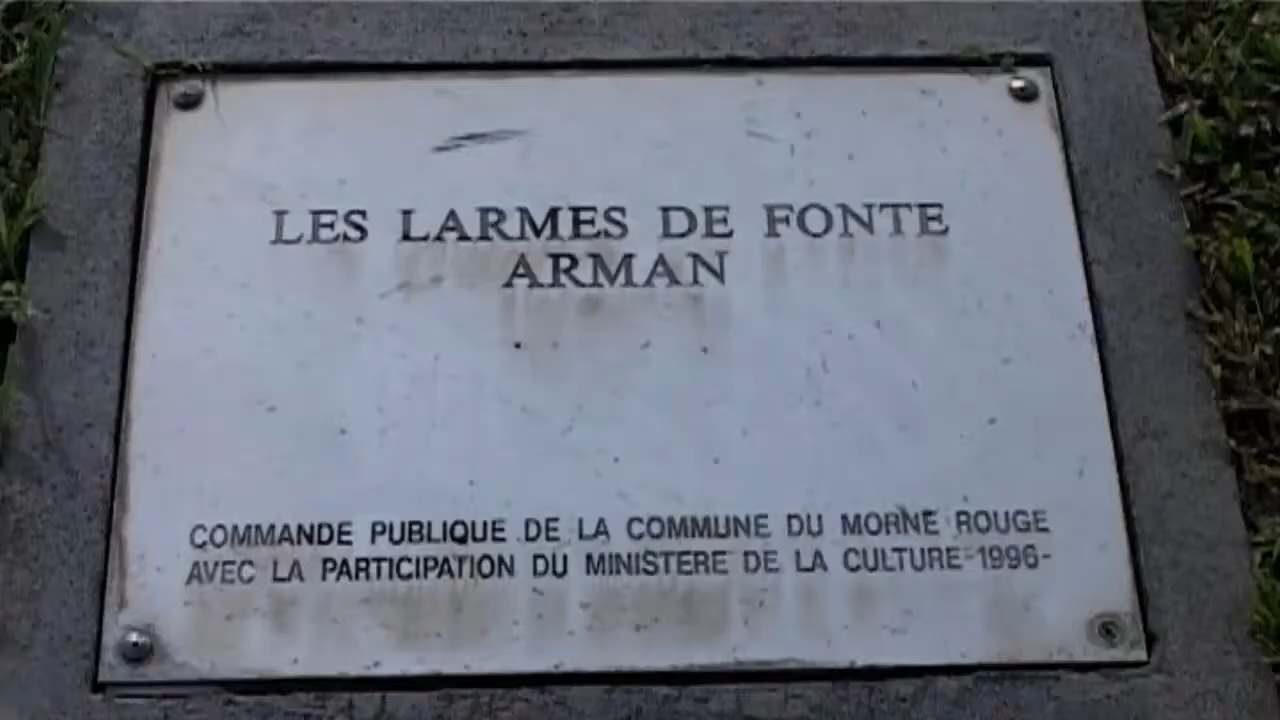 LES LARMES DE FONTE
ARMAN
COMMANDE PUBLIQUE DE LA COMMUNE DU MORNE ROUGE
AVEC LA PARTICIPATION DU MINISTERE DE LA CULTURE-1996-